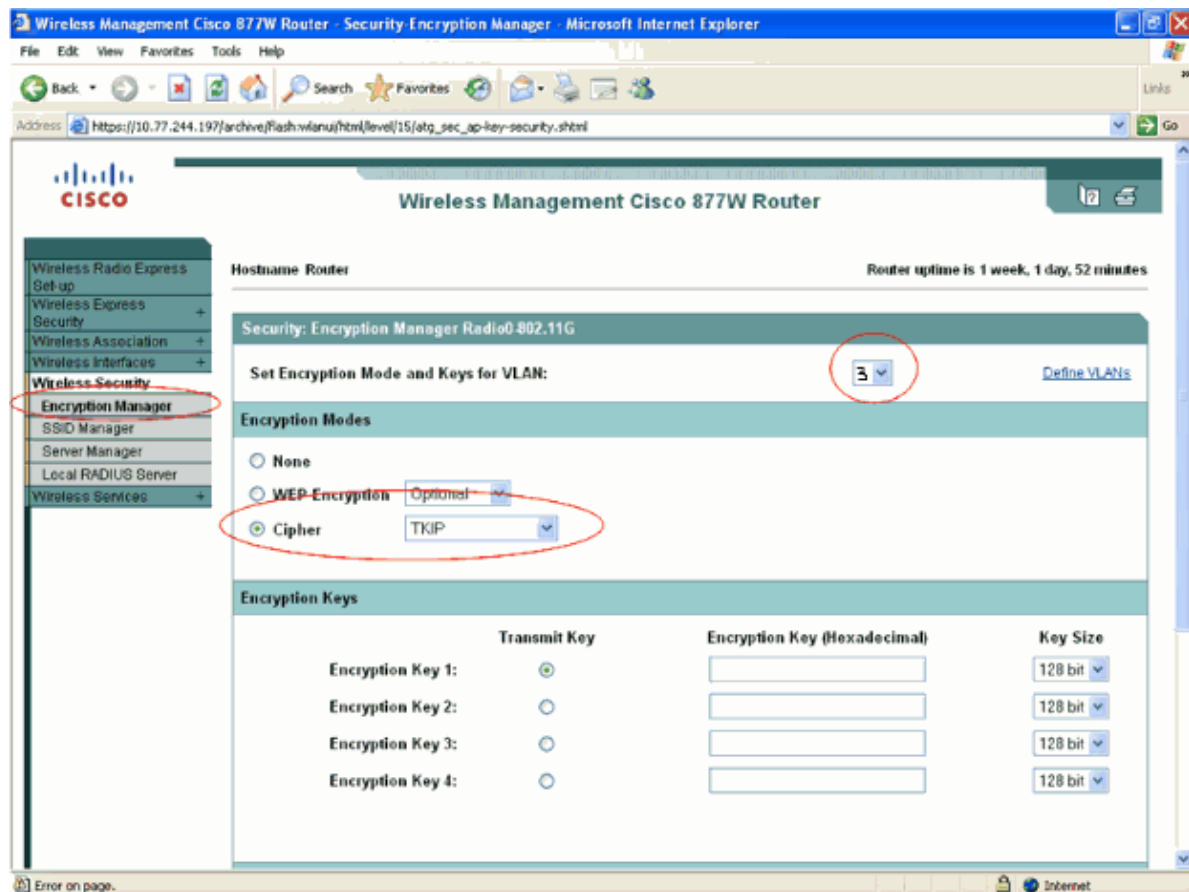 Wireless Management Cisco 877W Router - Security-Encryption Manager - Microsoft Internet Explorer
File Edit View Favorites Tools Help
Back Search Favorites Links
Address https://10.77.244.197/archive/flash:wlanui/html/level/15/atg_sec_ap-key-security.shtml Go
CISCO
Wireless Management Cisco 877W Router
Wireless Radio Express Set-up
Wireless Express Security +
Wireless Association +
Wireless Interfaces +
Wireless Security
Encryption Manager
SSID Manager
Server Manager
Local RADIUS Server
Wireless Services +
Hostname Router Router uptime is 1 week, 1 day, 52 minutes
Security: Encryption Manager Radio0-802.11G
Set Encryption Mode and Keys for VLAN: 3 Define VLANs
Encryption Modes
None
WEP Encryption Optional
Cipher TKIP
Encryption Keys
Transmit Key Encryption Key (Hexadecimal) Key Size
Encryption Key 1: 128 bit
Encryption Key 2: 128 bit
Encryption Key 3: 128 bit
Encryption Key 4: 128 bit
Error on page. Internet